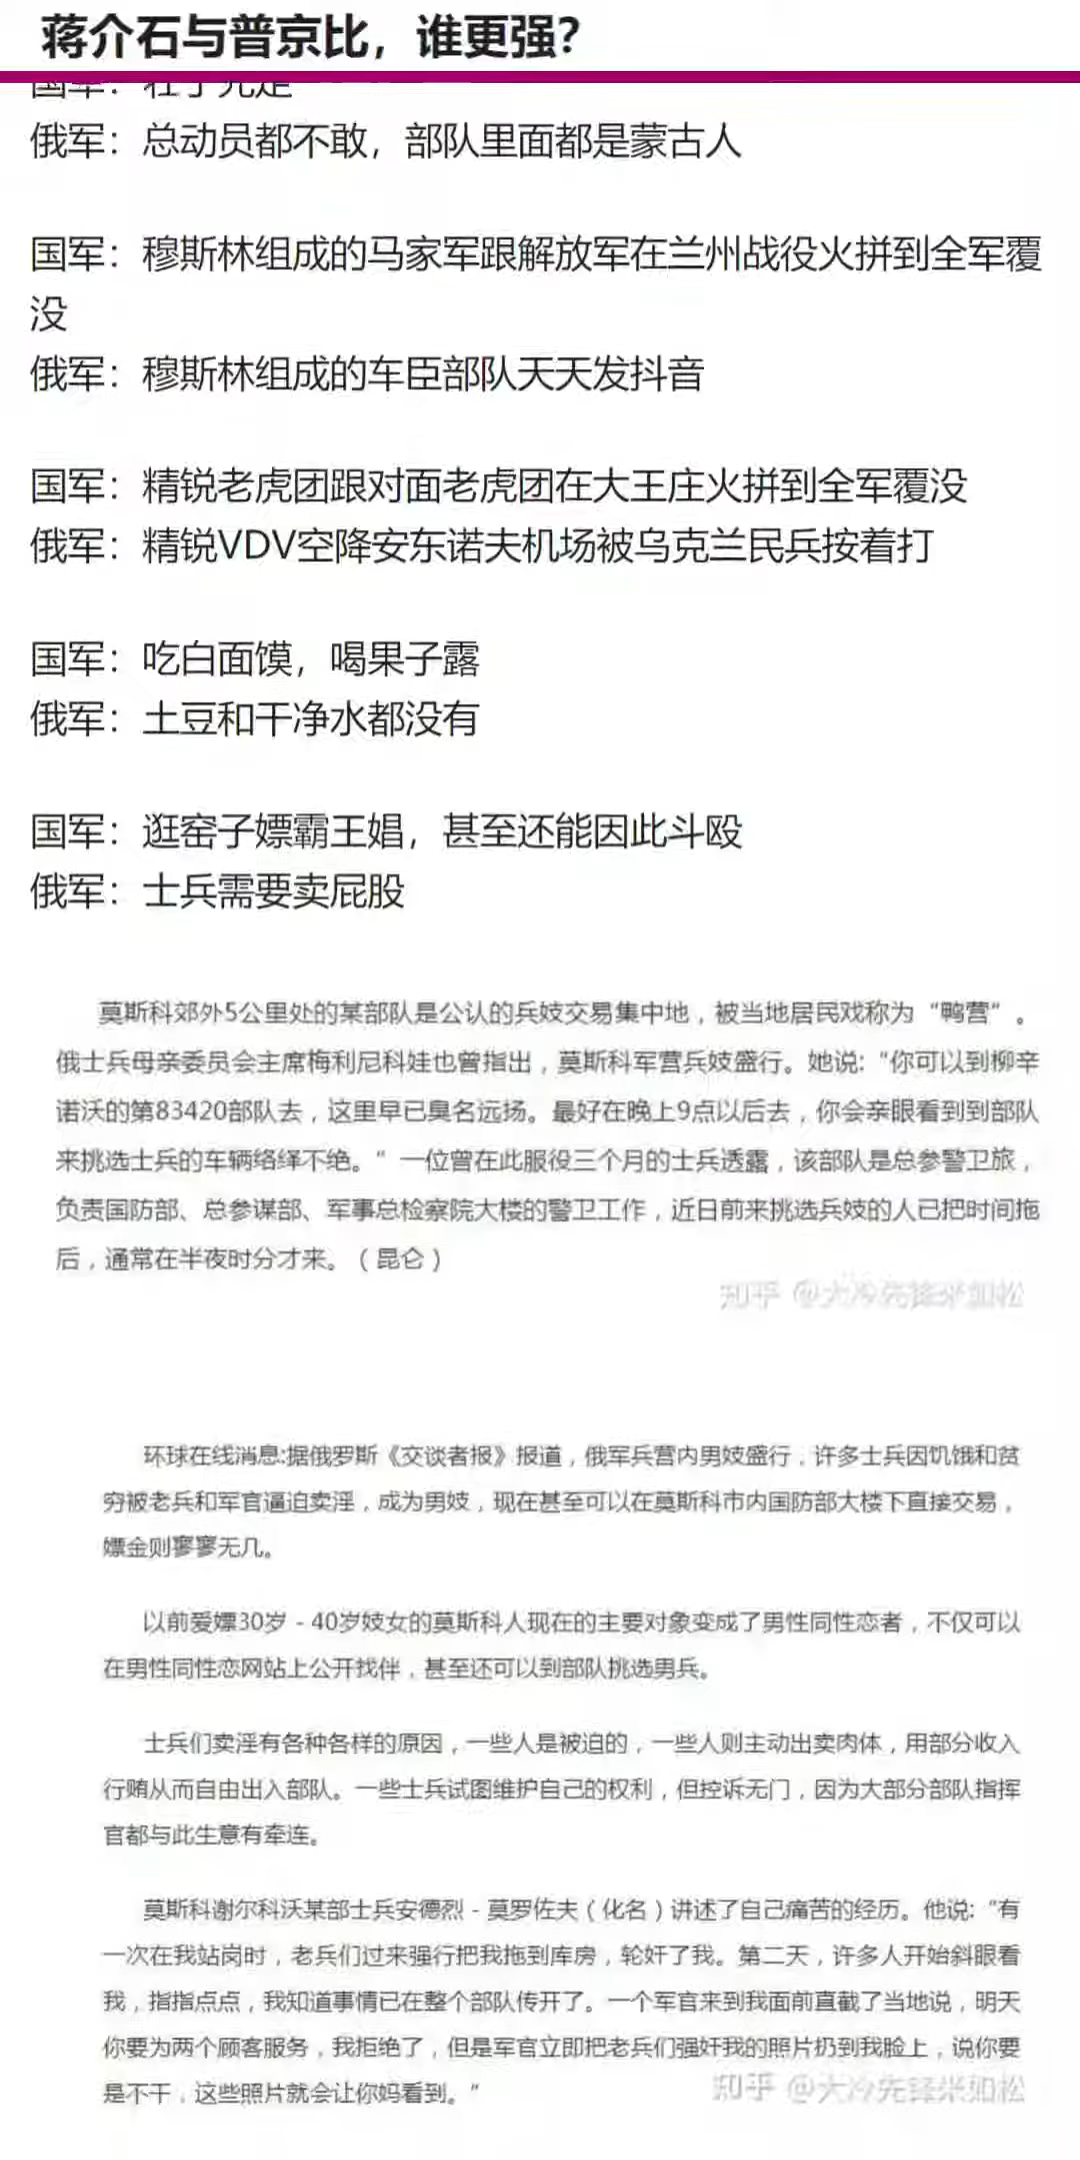 蒋介石与普京比，谁更强？
国军：壮丁充足
俄军：总动员都不敢，部队里面都是蒙古人
国军：穆斯林组成的马家军跟解放军在兰州战役火拼到全军覆
没
俄军：穆斯林组成的车臣部队天天发抖音
国军：精锐老虎团跟对面老虎团在大王庄火拼到全军覆没
俄军：精锐VDV空降安东诺夫机场被乌克兰民兵按着打
国军：吃白面馍，喝果子露
俄军：土豆和干净水都没有
国军：逛窑子嫖霸王娼，甚至还能因此斗殴
俄军：士兵需要卖屁股
莫斯科郊外5公里处的某部队是公认的兵妓交易集中地，被当地居民戏称为“鸭营”。
俄士兵母亲委员会主席梅利尼科娃也曾指出，莫斯科军营兵妓盛行。她说：“你可以到柳辛
诺沃的第83420部队去，这里早已臭名远扬。最好在晚上9点以后去，你会亲眼看到到部队
来挑选士兵的车辆络绎不绝。”一位曾在此服役三个月的士兵透露，该部队是总参警卫旅，
负责国防部、总参谋部、军事总检察院大楼的警卫工作，近日前来挑选兵妓的人已把时间拖
后，通常在半夜时分才来。（昆仑）
知乎 @大冷先锋米如松
环球在线消息:据俄罗斯《交谈者报》报道，俄军兵营内男妓盛行，许多士兵因饥饿和贫
穷被老兵和军官逼迫卖淫，成为男妓，现在甚至可以在莫斯科市内国防部大楼下直接交易，
嫖金则寥寥无几。
以前爱嫖30岁－40岁妓女的莫斯科人现在的主要对象变成了男性同性恋者，不仅可以
在男性同性恋网站上公开找伴，甚至还可以到部队挑选男兵。
士兵们卖淫有各种各样的原因，一些人是被迫的，一些人则主动出卖肉体，用部分收入
行贿从而自由出入部队。一些士兵试图维护自己的权利，但控诉无门，因为大部分部队指挥
官都与此生意有牵连。
莫斯科谢尔科沃某部士兵安德烈－莫罗佐夫（化名）讲述了自己痛苦的经历。他说:“有
一次在我站岗时，老兵们过来强行把我拖到库房，轮奸了我。第二天，许多人开始斜眼看
我，指指点点，我知道事情已在整个部队传开了。一个军官来到我面前直截了当地说，明天
你要为两个顾客服务，我拒绝了，但是军官立即把老兵们强奸我的照片扔到我脸上，说你要
是不干，这些照片就会让你妈看到。”
知乎 @大冷先锋米如松